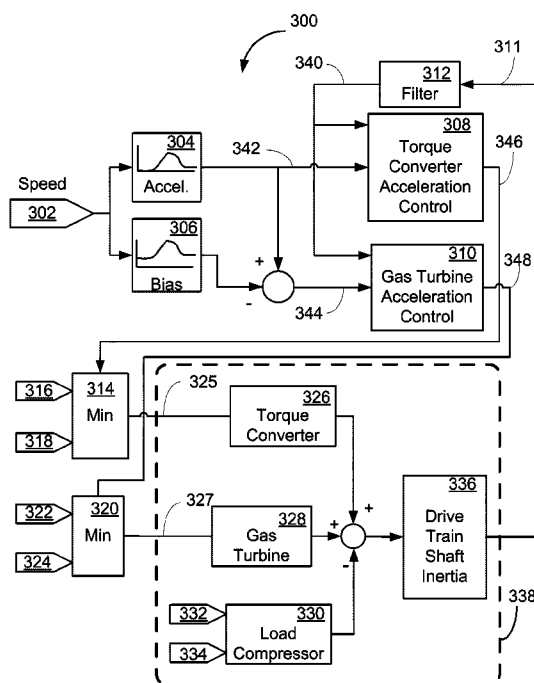 300
340
311
312
Filter
304
Accel.
342
308
Torque
Converter
Acceleration
Control
346
Speed
302
306
Bias
+
-
344
310
Gas Turbine
Acceleration
Control
348
316
318
314
Min
325
326
Torque
Converter
322
324
320
Min
327
328
Gas
Turbine
+
+
-
336
Drive
Train
Shaft
Inertia
332
334
330
Load
Compressor
338